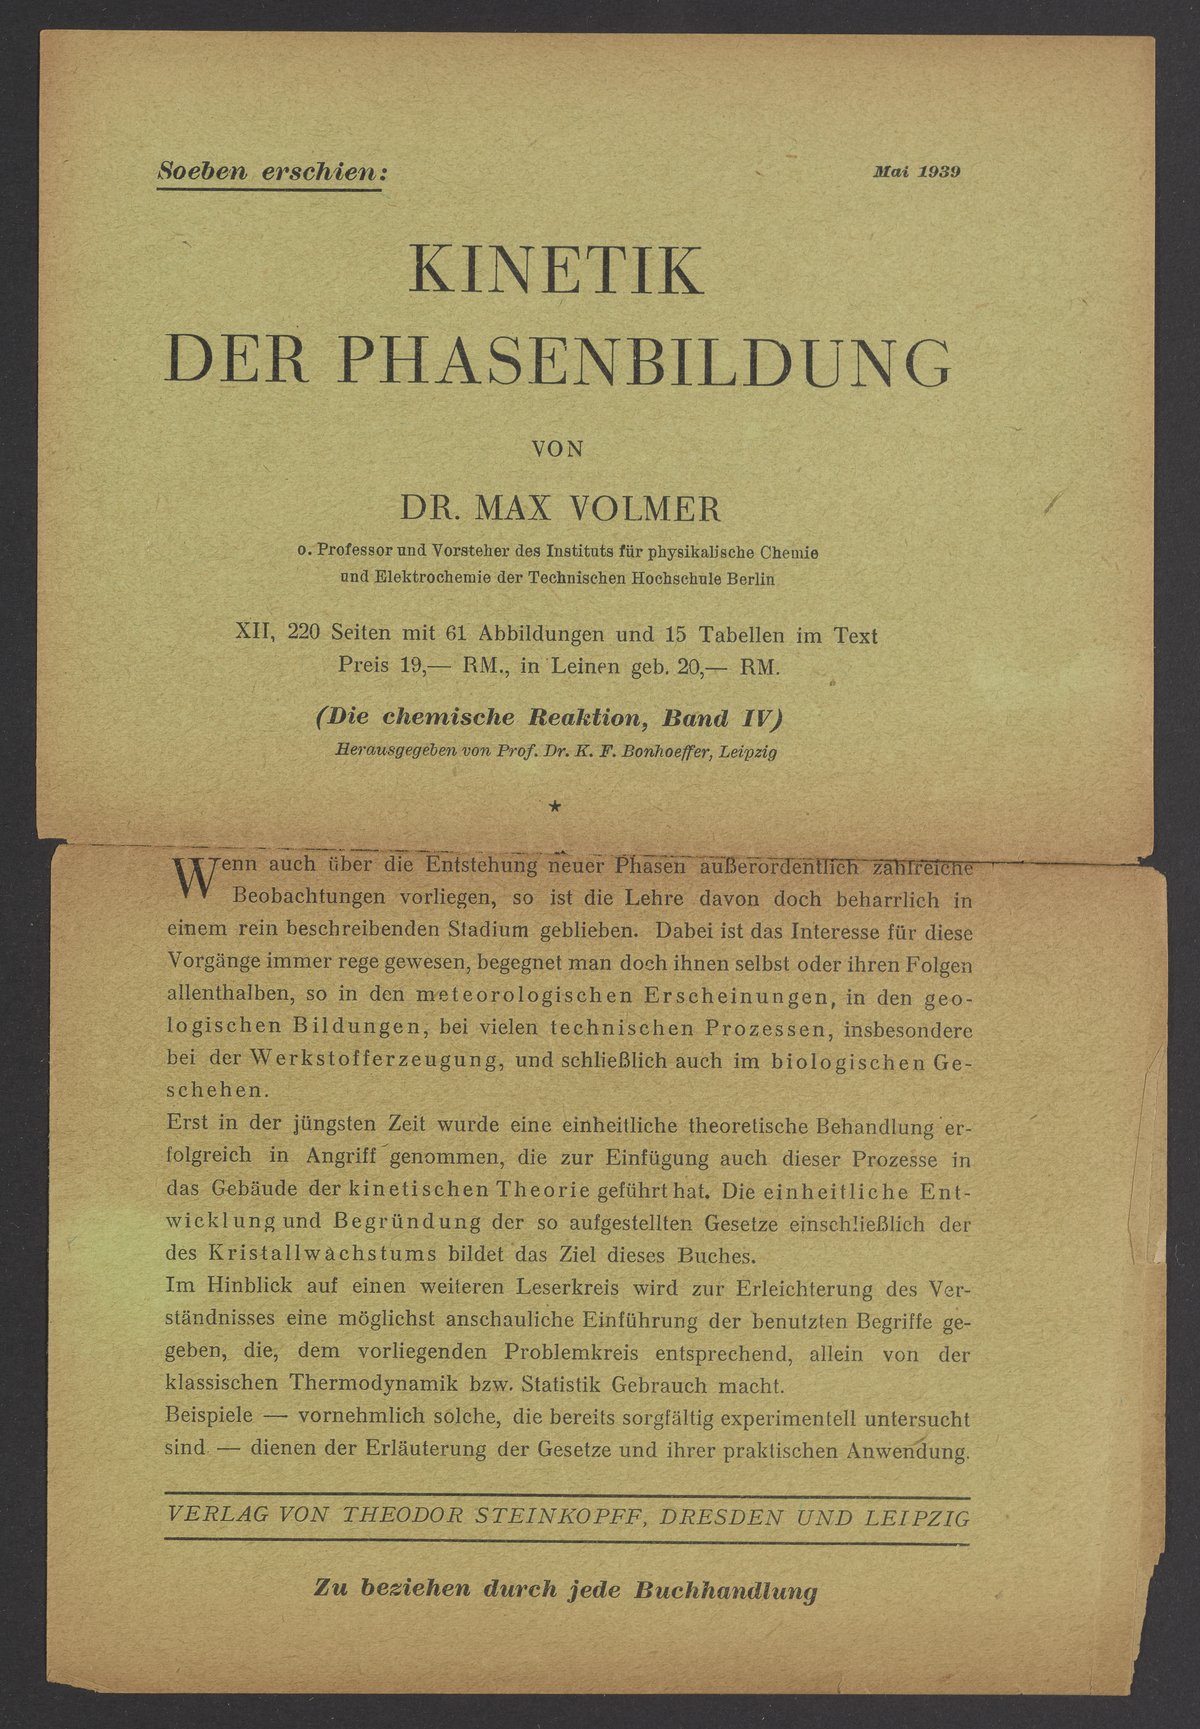 Soeben erschien:
Mai 1939
KINETIK
DER PHASENBILDUNG
VON
DR. MAX VOLMER
o. Professor und Vorsteher des Instituts für physikalische Chemie
und Elektrochemie der Technischen Hochschule Berlin
XII, 220 Seiten mit 61 Abbildungen und 15 Tabellen im Text
Preis 19,— RM., in Leinen geb. 20,— RM.
(Die chemische Reaktion, Band IV)
Herausgegeben von Prof. Dr. K. F. Bonhoeffer, Leipzig
★
Wenn auch über die Entstehung neuer Phasen außerordentlich zahlreiche
Beobachtungen vorliegen, so ist die Lehre davon doch beharrlich in
einem rein beschreibenden Stadium geblieben. Dabei ist das Interesse für diese
Vorgänge immer rege gewesen, begegnet man doch ihnen selbst oder ihren Folgen
allenthalben, so in den meteorologischen Erscheinungen, in den geo-
logischen Bildungen, bei vielen technischen Prozessen, insbesondere
bei der Werkstofferzeugung, und schließlich auch im biologischen Ge-
schehen.
Erst in der jüngsten Zeit wurde eine einheitliche theoretische Behandlung er-
folgreich in Angriff genommen, die zur Einfügung auch dieser Prozesse in
das Gebäude der kinetischen Theorie geführt hat. Die einheitliche Ent-
wicklung und Begründung der so aufgestellten Gesetze einschließlich der
des Kristallwachstums bildet das Ziel dieses Buches.
Im Hinblick auf einen weiteren Leserkreis wird zur Erleichterung des Ver-
ständnisses eine möglichst anschauliche Einführung der benutzten Begriffe ge-
geben, die, dem vorliegenden Problemkreis entsprechend, allein von der
klassischen Thermodynamik bzw. Statistik Gebrauch macht.
Beispiele — vornehmlich solche, die bereits sorgfältig experimentell untersucht
sind — dienen der Erläuterung der Gesetze und ihrer praktischen Anwendung.
VERLAG VON THEODOR STEINKOPFF, DRESDEN UND LEIPZIG
Zu beziehen durch jede Buchhandlung